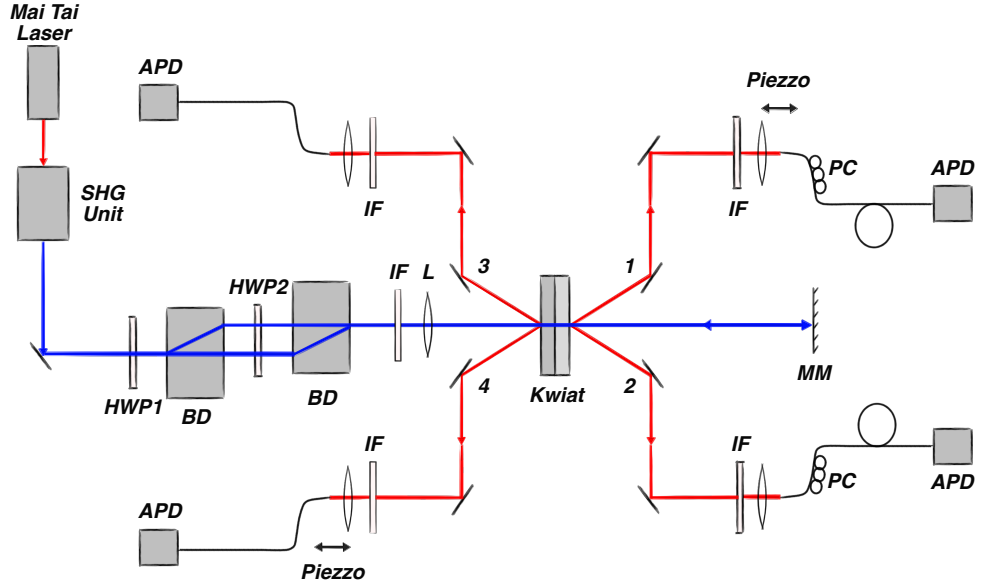 Mai Tai
Laser
APD
Piezzo
IF
IF
PC
APD
SHG
Unit
HWP2
IF
L
3
1
HWP1
BD
BD
4
2
Kwiat
MM
IF
PC
APD
APD
IF
Piezzo